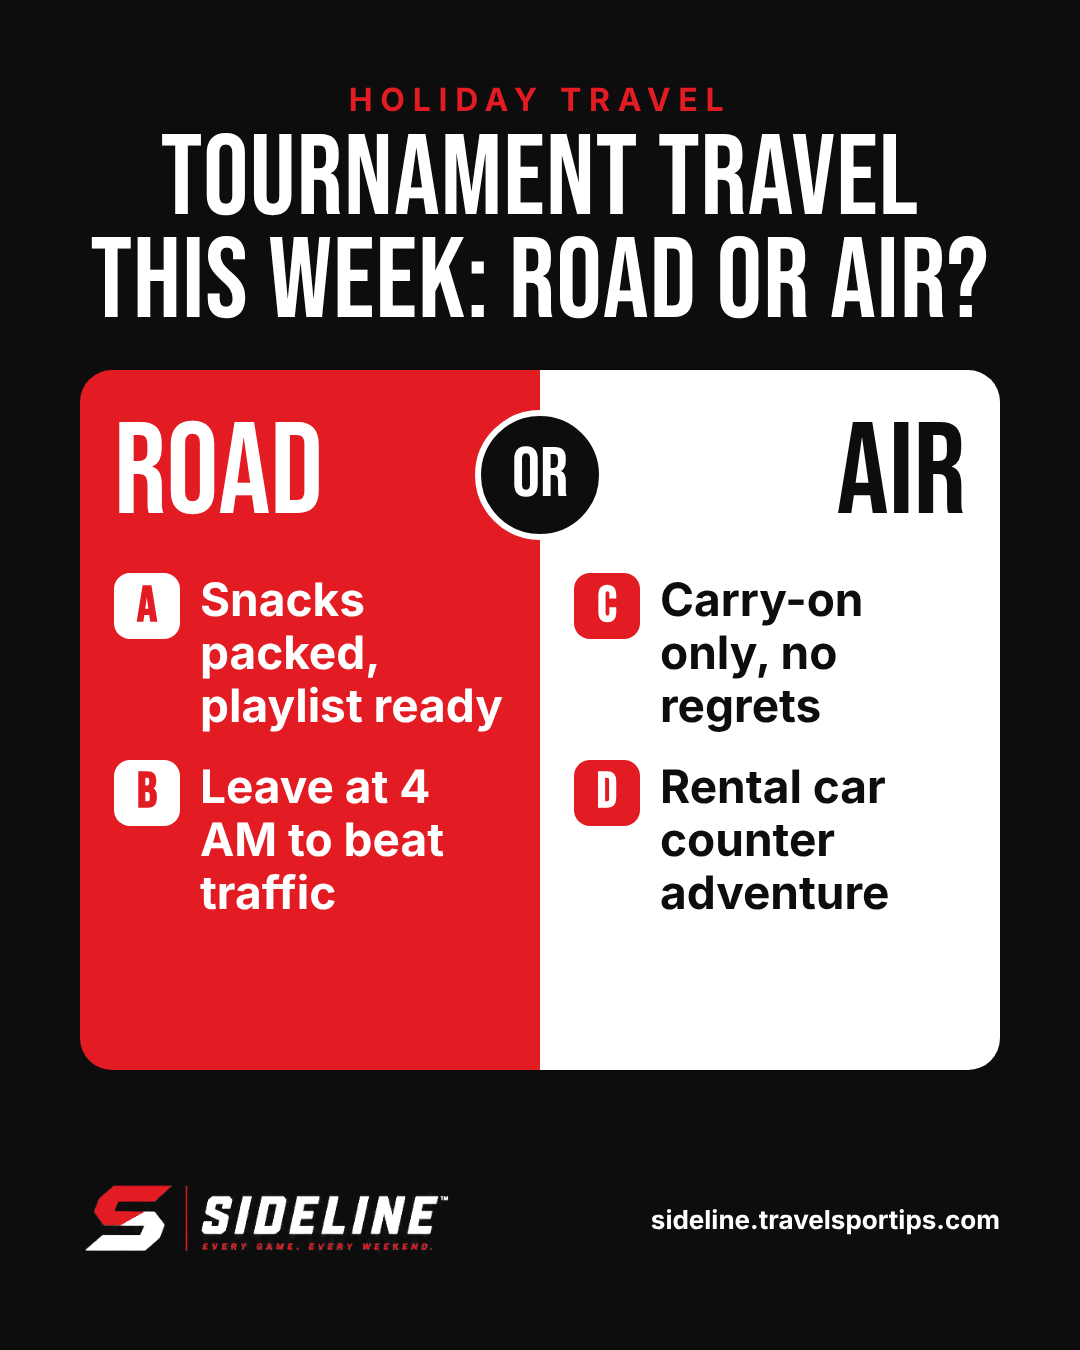 HOLIDAY TRAVEL
TOURNAMENT TRAVEL
THIS WEEK: ROAD OR AIR?
ROAD
OR
AIR
A
Snacks
packed,
playlist ready
B
Leave at 4
AM to beat
traffic
C
Carry-on
only, no
regrets
D
Rental car
counter
adventure
SIDELINE™
EVERY GAME. EVERY WEEKEND.
sideline.travelsportips.com